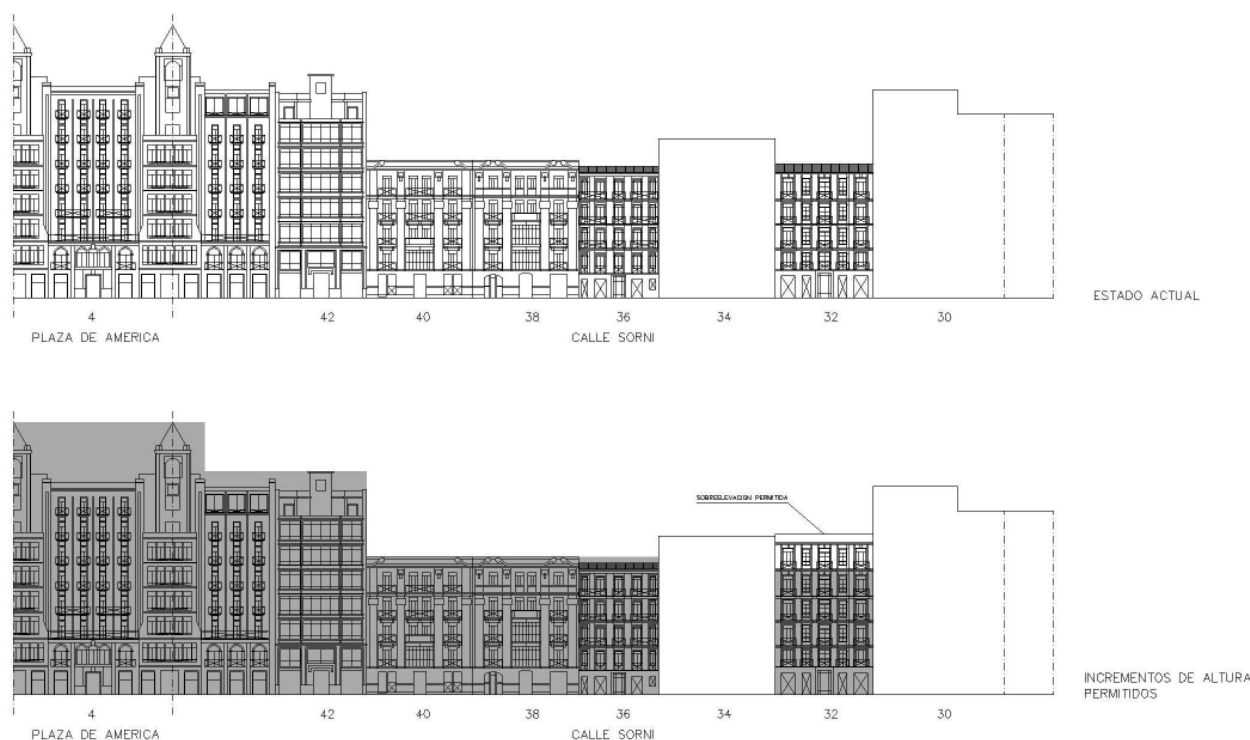 ESTADO ACTUAL
4 42 40 38 36 34 32 30
PLAZA DE AMERICA CALLE SORNI
SOBREELEVACION PERMITIDA
INCREMENTOS DE ALTURA
PERMITIDOS
4 42 40 38 36 34 32 30
PLAZA DE AMERICA CALLE SORNI